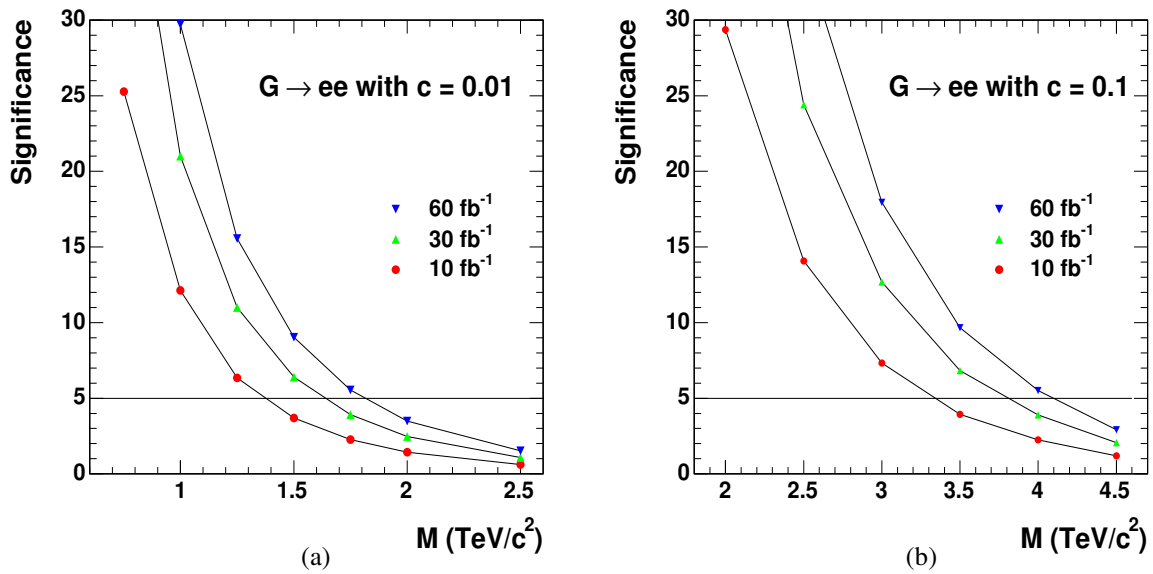 Significance
30
25
20
15
10
5
0
G → ee with c = 0.01
60 fb⁻¹
30 fb⁻¹
10 fb⁻¹
1 1.5 2 2.5
M (TeV/c²)
(a)
Significance
30
25
20
15
10
5
0
G → ee with c = 0.1
60 fb⁻¹
30 fb⁻¹
10 fb⁻¹
2 2.5 3 3.5 4 4.5
M (TeV/c²)
(b)